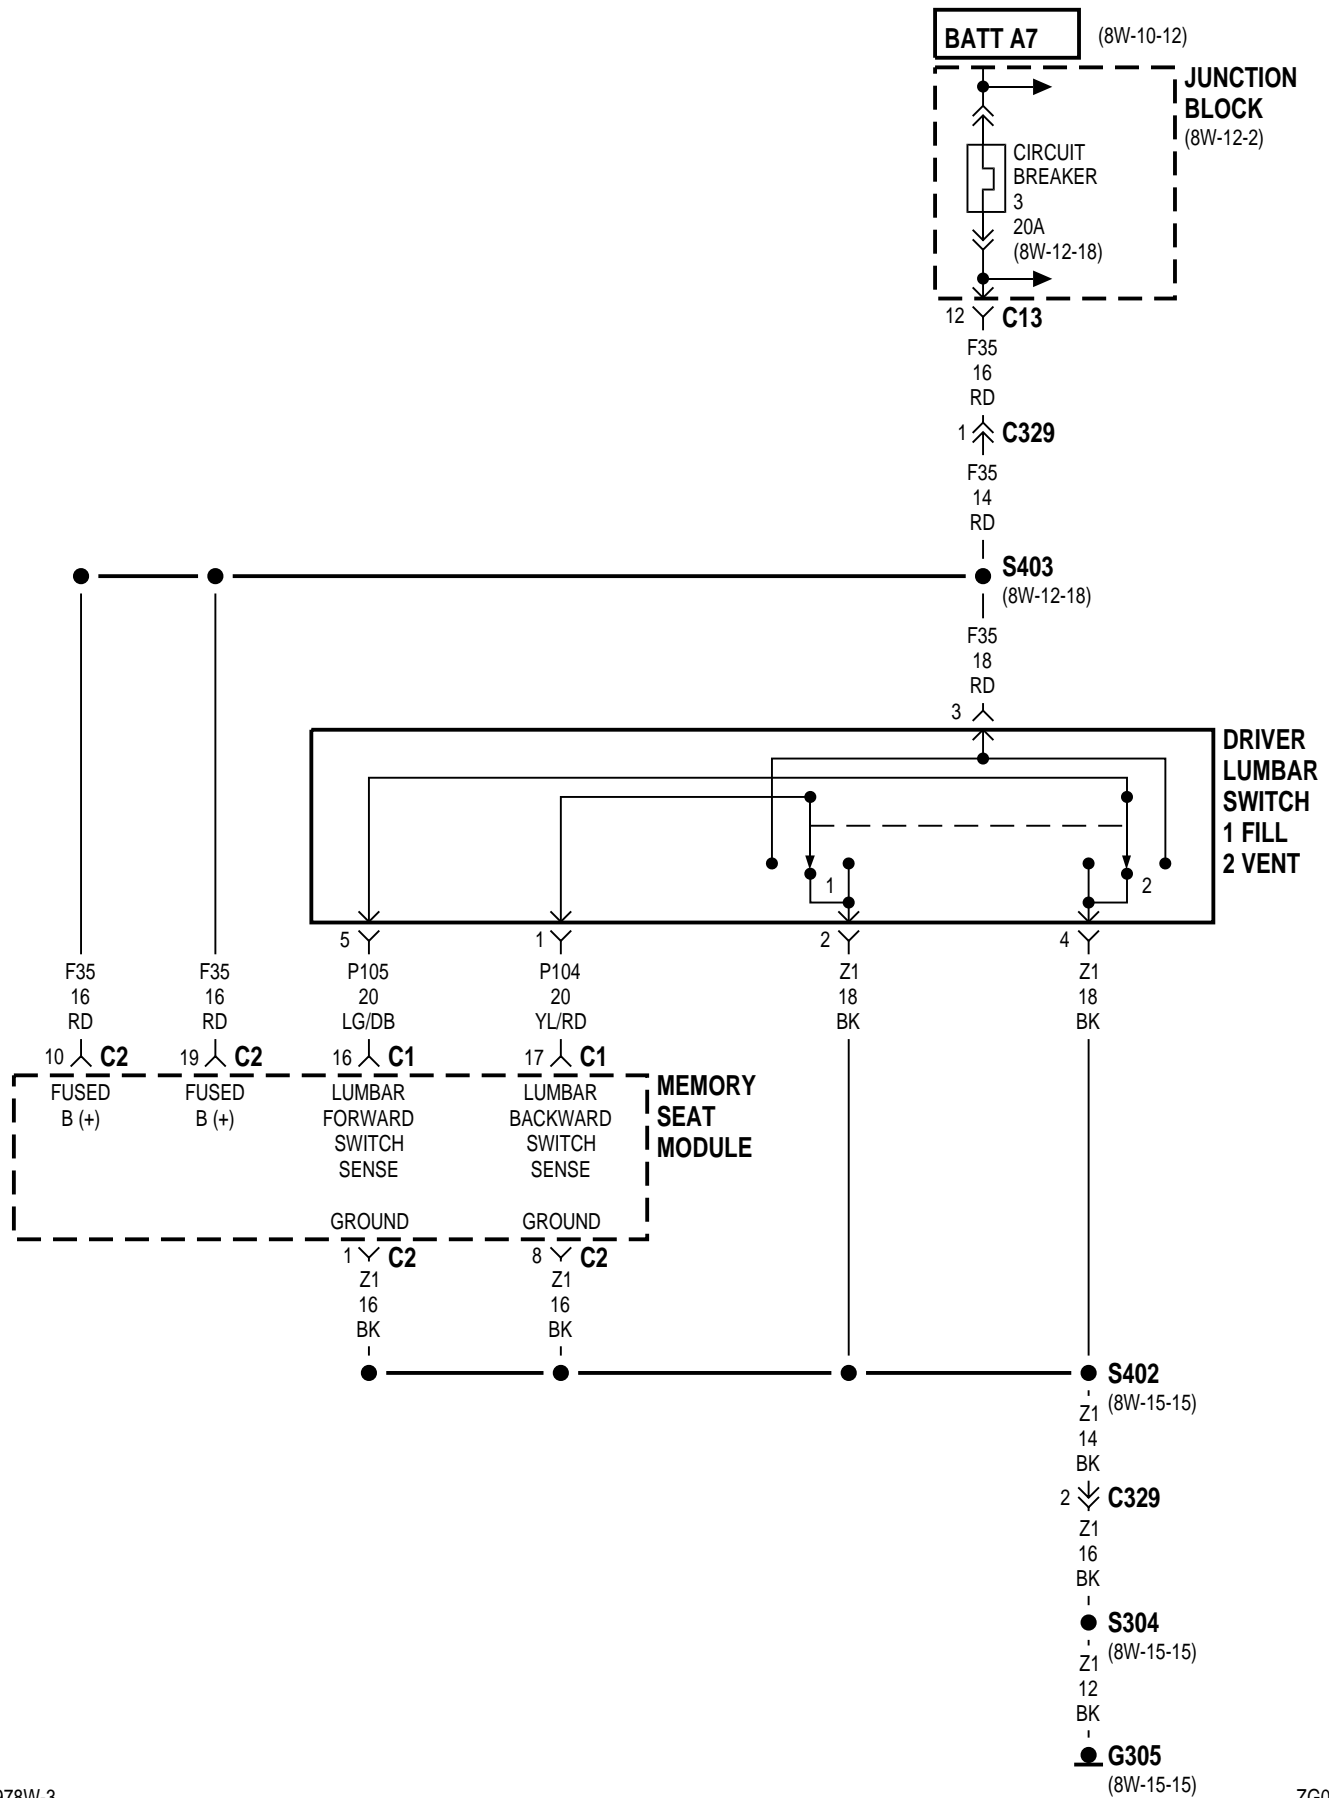 BATT A7 (8W-10-12)
JUNCTION
BLOCK
(8W-12-2)
CIRCUIT
BREAKER
3
20A
(8W-12-18)
12 C13
F35
16
RD
1 C329
F35
14
RD
S403
(8W-12-18)
F35
18
RD
3
DRIVER
LUMBAR
SWITCH
1 FILL
2 VENT
1 2
5 1 2 4
F35 F35 P105 P104 Z1 Z1
16 16 20 20 18 18
RD RD LG/DB YL/RD BK BK
10 C2 19 C2 16 C1 17 C1
MEMORY
SEAT
MODULE
FUSED FUSED LUMBAR LUMBAR
B (+) B (+) FORWARD BACKWARD
SWITCH SWITCH
SENSE SENSE
GROUND GROUND
1 C2 8 C2
Z1 Z1
16 16
BK BK
S402
(8W-15-15)
Z1
14
BK
2 C329
Z1
16
BK
S304
(8W-15-15)
Z1
12
BK
G305
(8W-15-15)